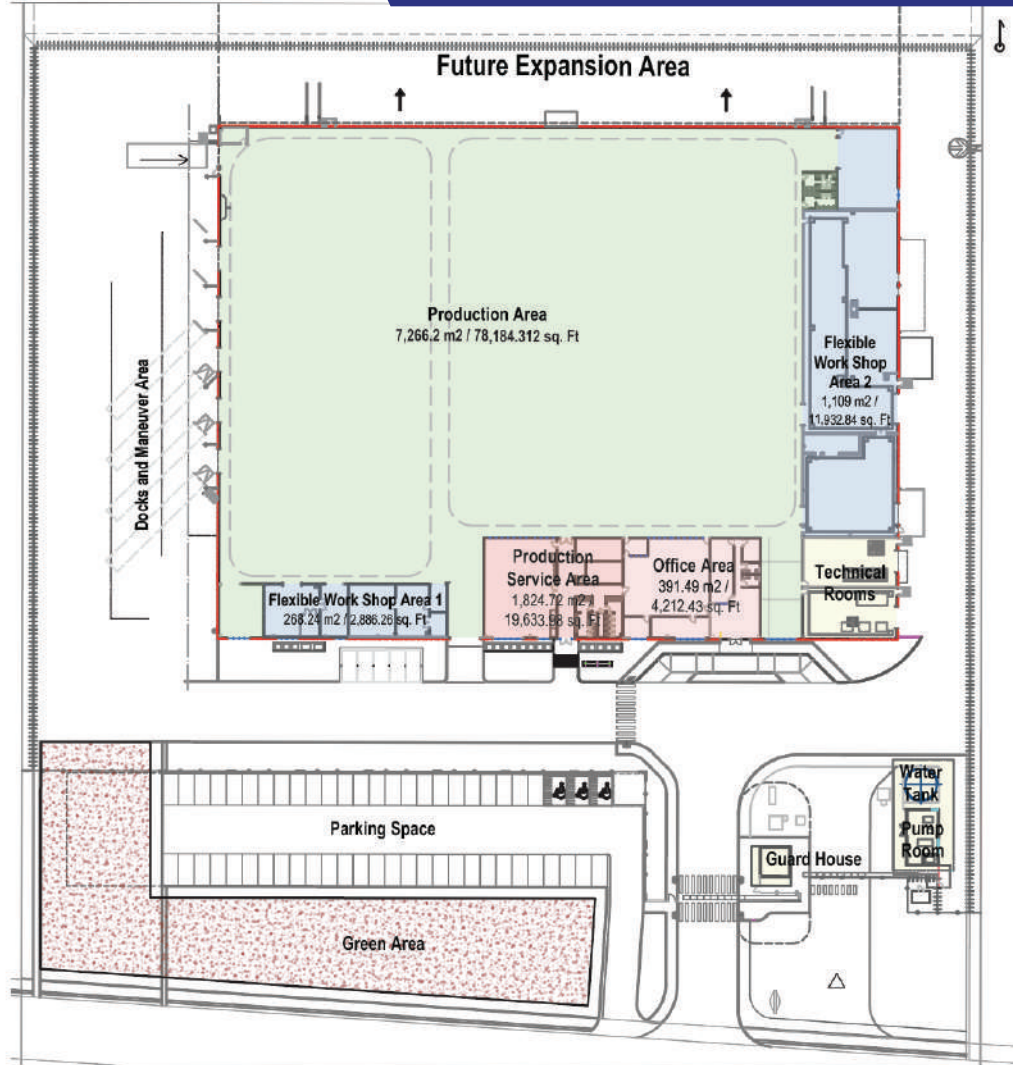 Future Expansion Area
Production Area
7,266.2 m2 / 78,184.312 sq. Ft
Flexible
Work Shop
Area 2
1,109 m2 /
11,932.84 sq. Ft
Docks and Maneuver Area
Production
Service Area
1,824.72 m2 /
19,633.98 sq. Ft
Office Area
391.49 m2 /
4,212.43 sq. Ft
Technical
Rooms
Flexible Work Shop Area 1
268.24 m2 / 2,886.26 sq. Ft
Water
Tank
Pump
Room
Parking Space
Guard House
Green Area